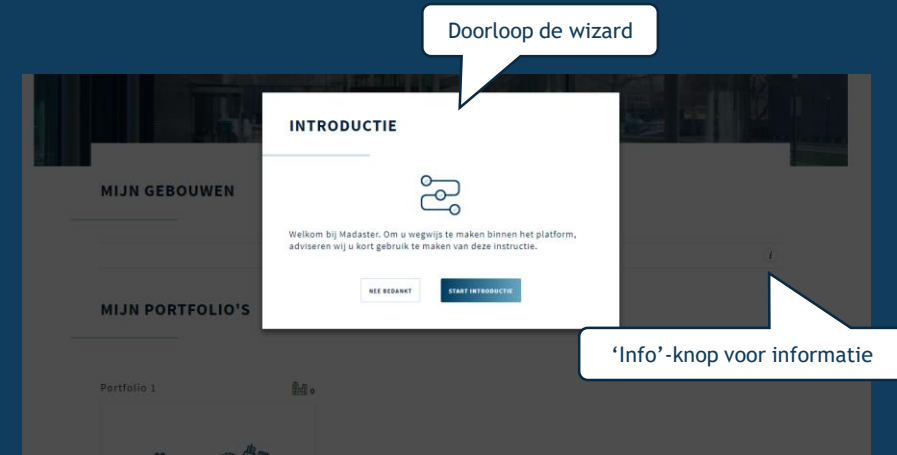 Doorloop de wizard
INTRODUCTIE
MIJN GEBOUWEN
Welkom bij Madaster. Om u wegwijs te maken binnen het platform,
adviseren wij u kort gebruik te maken van deze instructie.
i
NEE BEDANKT
START INTRODUCTIE
MIJN PORTFOLIO'S
‘Info’-knop voor informatie
Portfolio 1
0